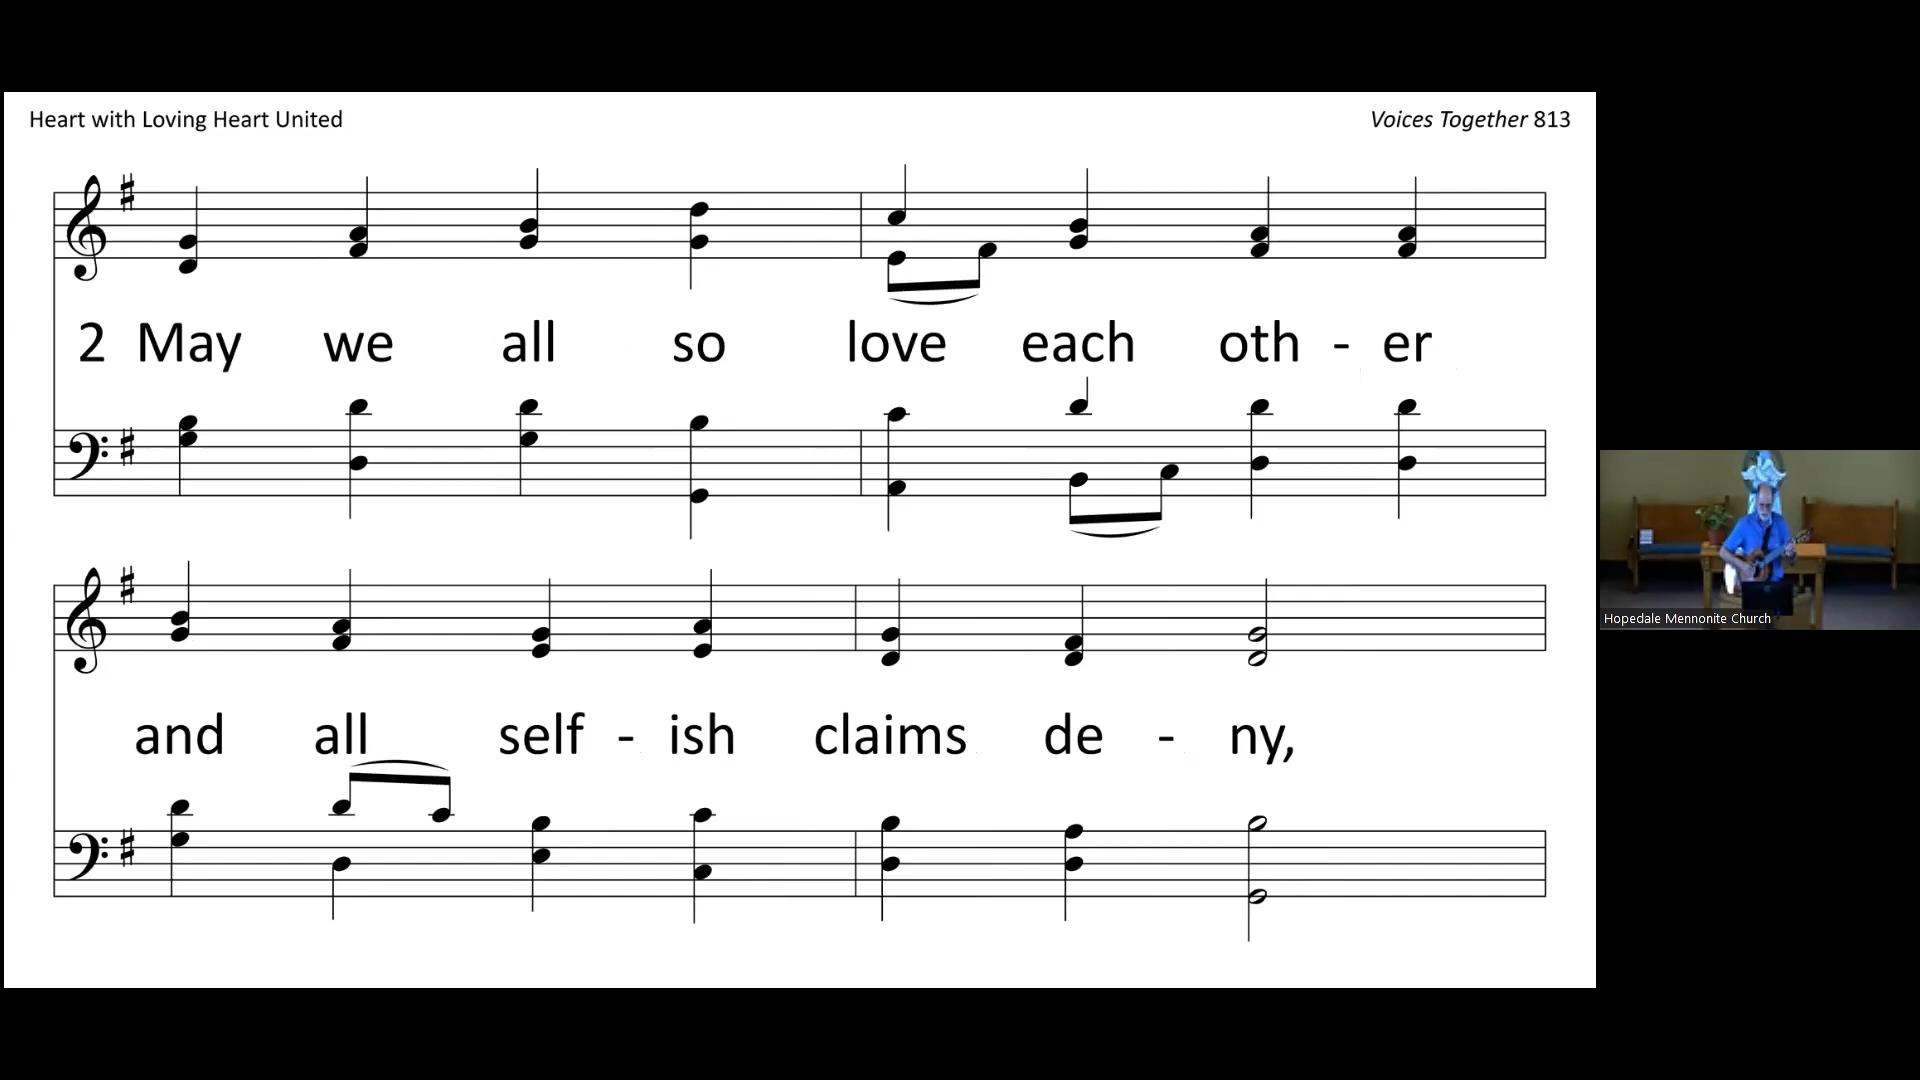 Heart with Loving Heart United
Voices Together 813
2 May we all so love each oth - er
and all self - ish claims de - ny,
Hopedale Mennonite Church